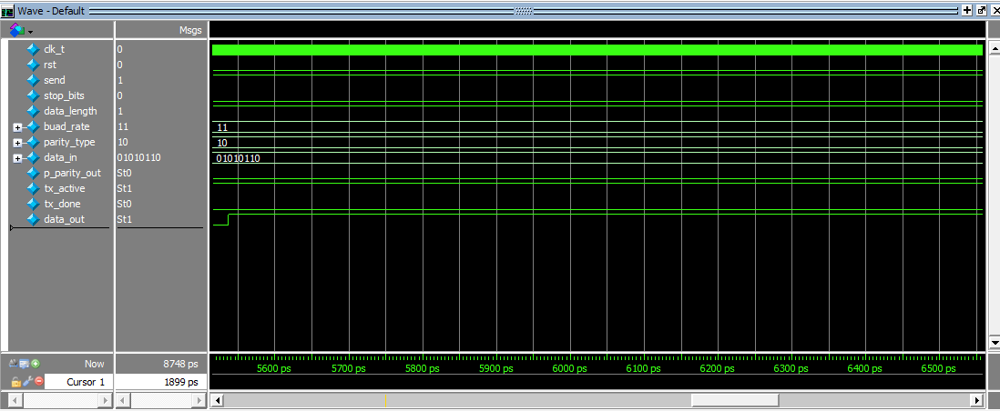 Wave - Default
Msgs
clk_t 0
rst 0
send 1
stop_bits 0
data_length 1
buad_rate 11 11
parity_type 10 10
data_in 01010110 01010110
p_parity_out St0
tx_active St1
tx_done St0
data_out St1
Now 8748 ps
5600 ps 5700 ps 5800 ps 5900 ps 6000 ps 6100 ps 6200 ps 6300 ps 6400 ps 6500 ps
Cursor 1 1899 ps